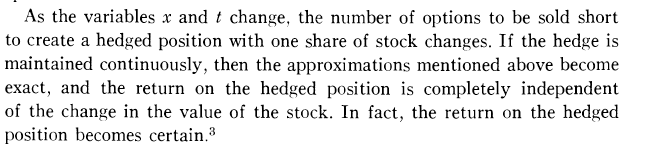 As the variables x and t change, the number of options to be sold short
to create a hedged position with one share of stock changes. If the hedge is
maintained continuously, then the approximations mentioned above become
exact, and the return on the hedged position is completely independent
of the change in the value of the stock. In fact, the return on the hedged
position becomes certain.³